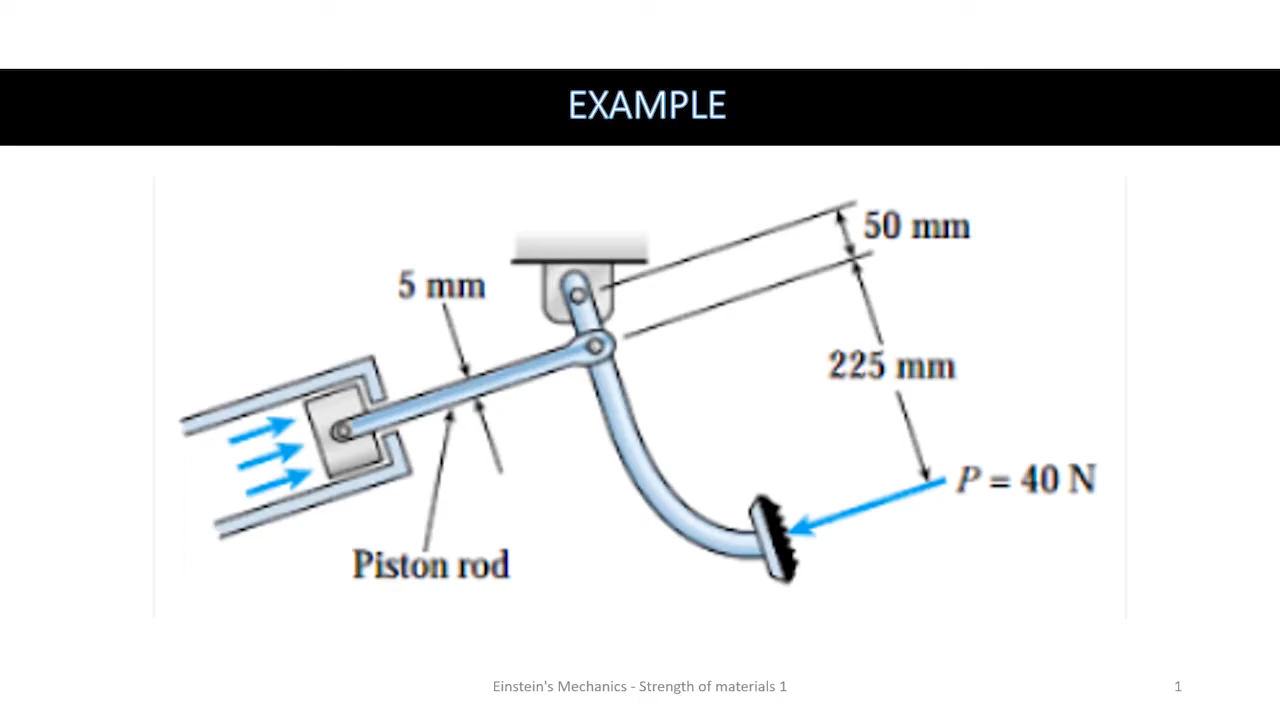 EXAMPLE
50 mm
5 mm
225 mm
P = 40 N
Piston rod
Einstein's Mechanics - Strength of materials 1
1